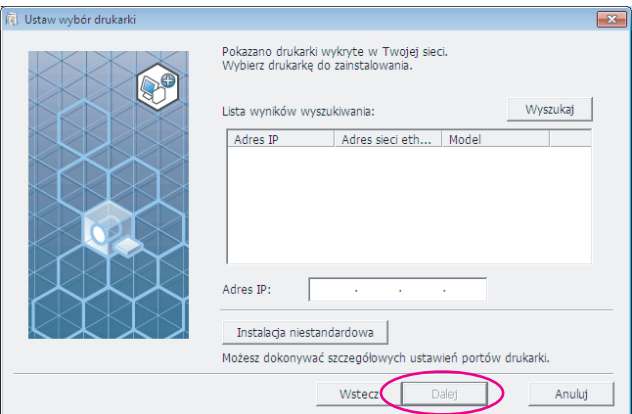 Ustaw wybór drukarki
Pokazano drukarki wykryte w Twojej sieci.
Wybierz drukarkę do zainstalowania.
Lista wyników wyszukiwania:
Wyszukaj
Adres IP
Adres sieci eth...
Model
Adres IP:
Instalacja niestandardowa
Możesz dokonywać szczegółowych ustawień portów drukarki.
Wstecz
Dalej
Anuluj